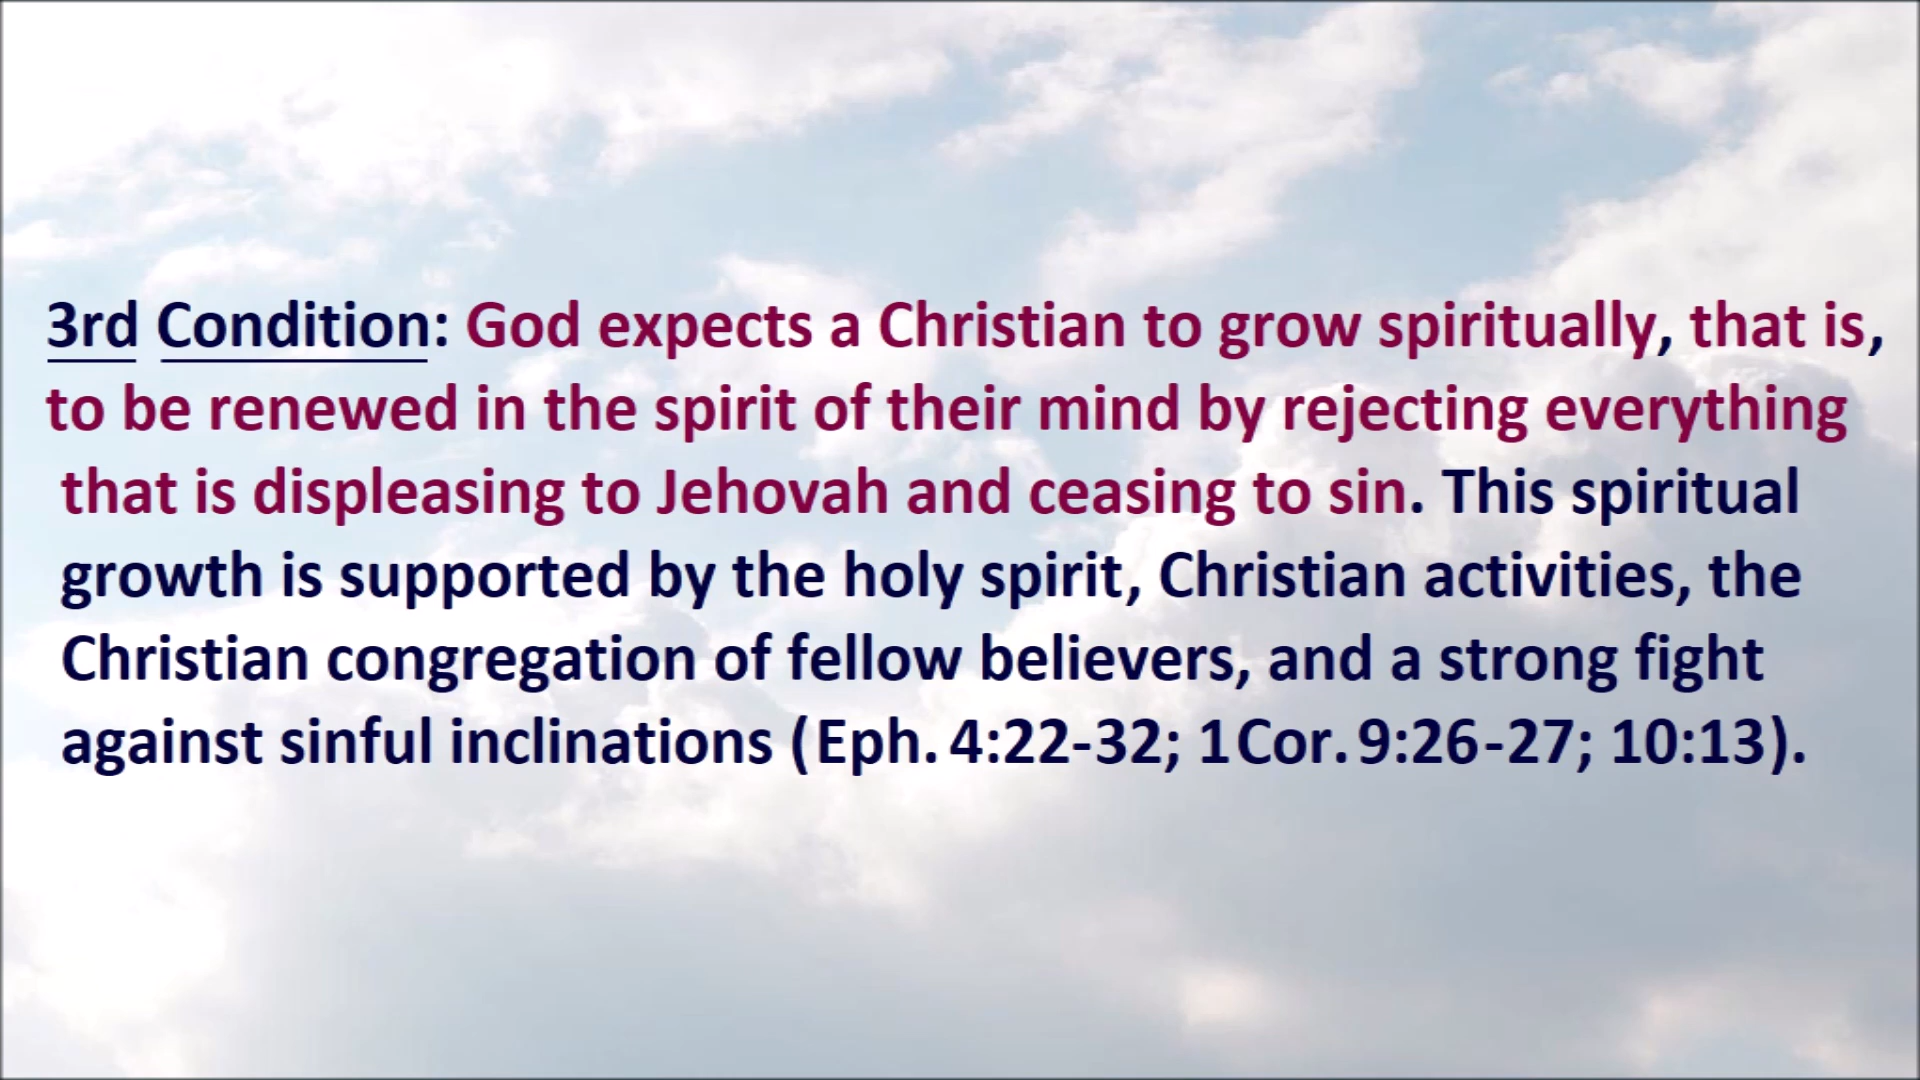 3rd Condition: God expects a Christian to grow spiritually, that is,
to be renewed in the spirit of their mind by rejecting everything
that is displeasing to Jehovah and ceasing to sin. This spiritual
growth is supported by the holy spirit, Christian activities, the
Christian congregation of fellow believers, and a strong fight
against sinful inclinations (Eph. 4:22-32; 1 Cor. 9:26-27; 10:13).